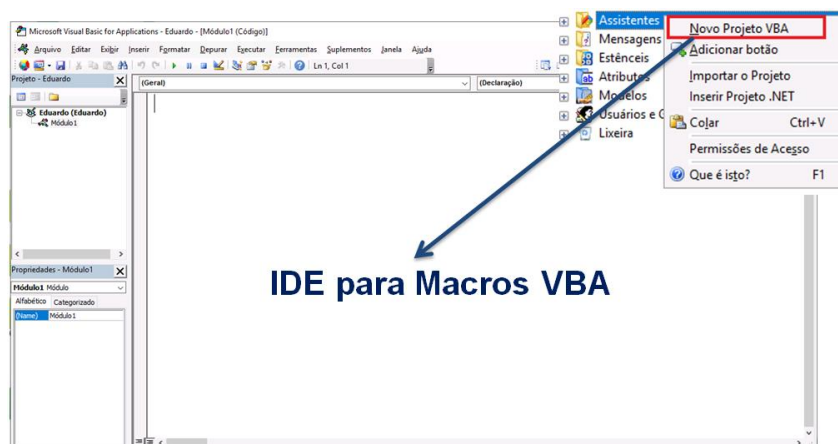 Microsoft Visual Basic for Applications - Eduardo - [Módulo1 (Código)]
Arquivo Editar Exibir Inserir Formatar Depurar Executar Ferramentas Suplementos Janela Ajuda
Ln 1, Col 1
Projeto - Eduardo
(Geral)
(Declaração)
Eduardo (Eduardo)
Módulo1
Assistentes
Mensagens
Estênceis
Atributos
Modelos
Usuários e G
Lixeira
Novo Projeto VBA
Adicionar botão
Importar o Projeto
Inserir Projeto .NET
Colar Ctrl+V
Permissões de Acesso
Que é isto? F1
IDE para Macros VBA
Propriedades - Módulo1
Módulo1 Módulo
Alfabético Categorizado
(Name) Módulo1